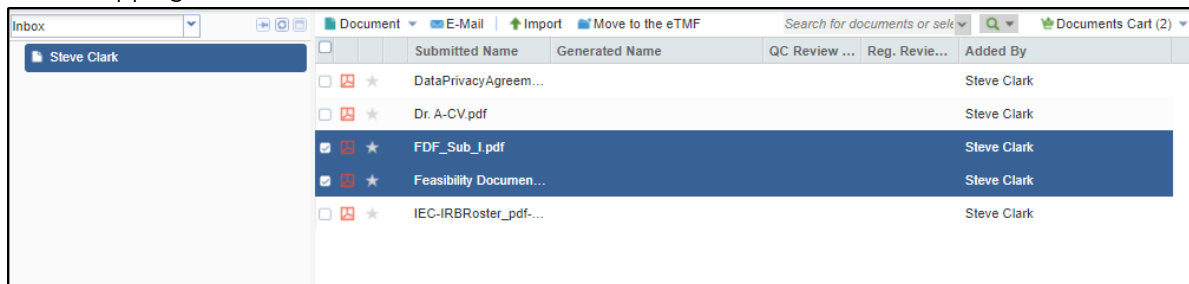 Inbox
Document E-Mail Import Move to the eTMF Search for documents or sele Documents Cart (2)
Steve Clark
Submitted Name Generated Name QC Review ... Reg. Revie... Added By
DataPrivacyAgreem... Steve Clark
Dr. A-CV.pdf Steve Clark
FDF_Sub_I.pdf Steve Clark
Feasibility Documen... Steve Clark
IEC-IRBRoster_pdf-... Steve Clark